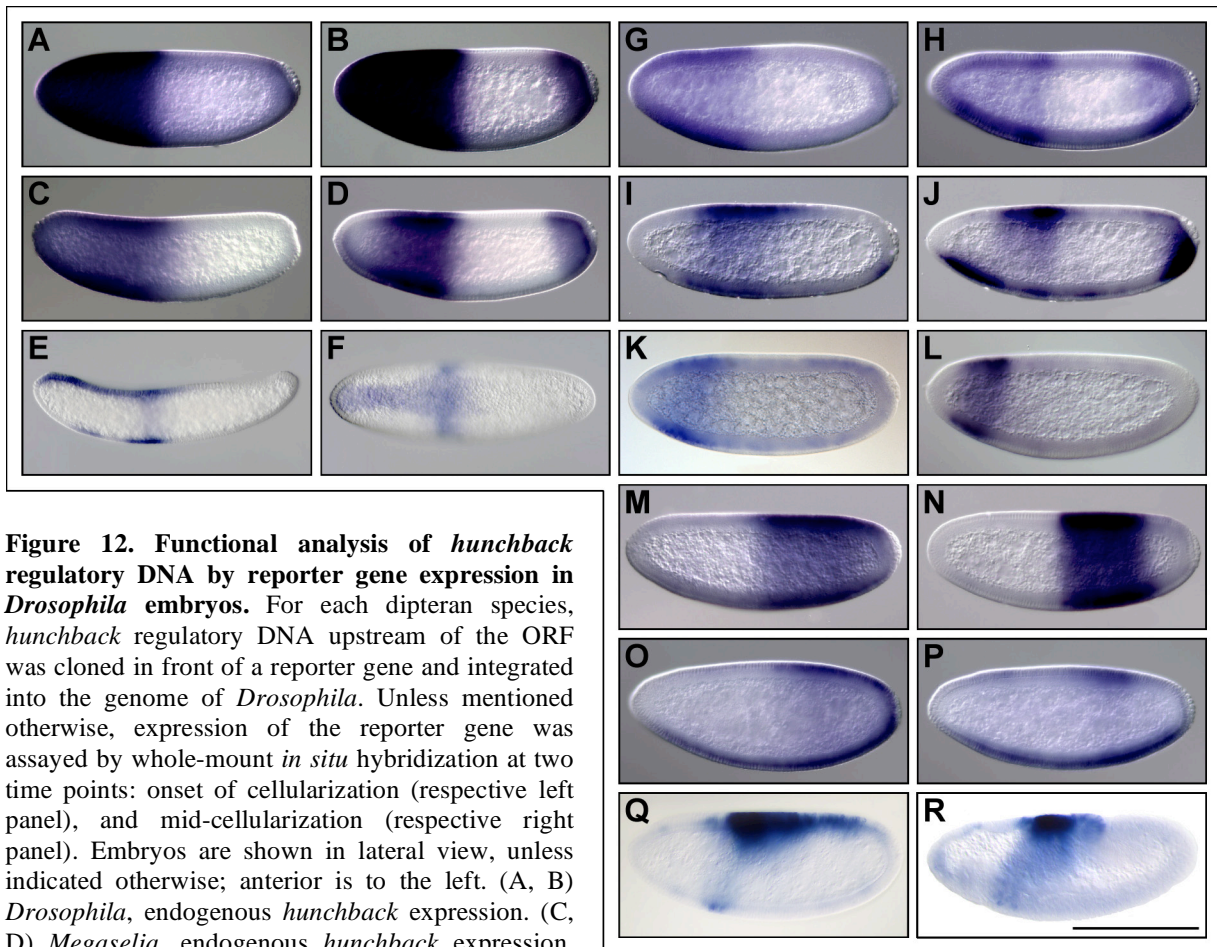 A B G H
C D I J
E F K L
M N
O P
Q R
Figure 12. Functional analysis of hunchback
regulatory DNA by reporter gene expression in
Drosophila embryos. For each dipteran species,
hunchback regulatory DNA upstream of the ORF
was cloned in front of a reporter gene and integrated
into the genome of Drosophila. Unless mentioned
otherwise, expression of the reporter gene was
assayed by whole-mount in situ hybridization at two
time points: onset of cellularization (respective left
panel), and mid-cellularization (respective right
panel). Embryos are shown in lateral view, unless
indicated otherwise; anterior is to the left. (A, B)
Drosophila, endogenous hunchback expression. (C,
D) Megaselia, endogenous hunchback expression.